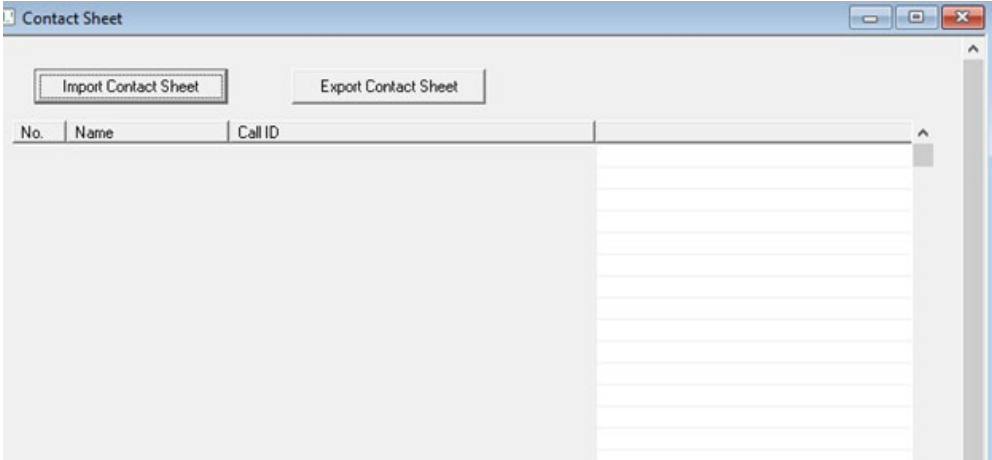 Contact Sheet
Import Contact Sheet Export Contact Sheet
No. Name Call ID